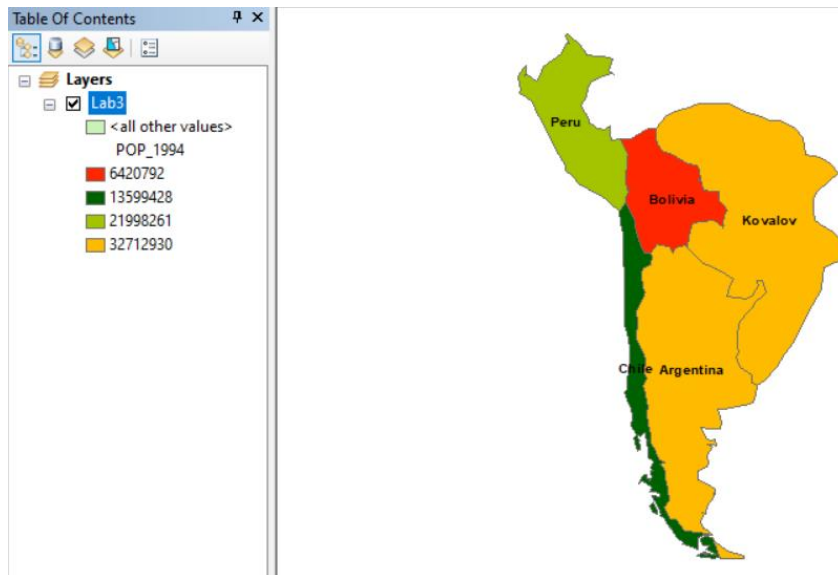 Table Of Contents
Layers
Lab3
<all other values>
POP_1994
6420792
13599428
21998261
32712930
Peru
Bolivia
Kovalov
Chile
Argentina